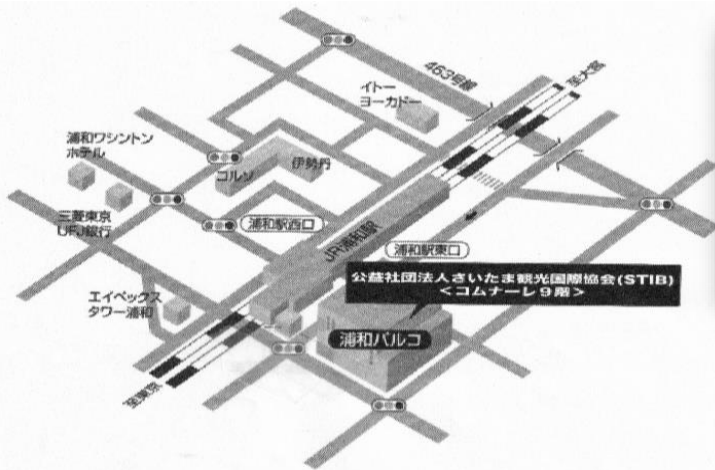 463号線
至大宮
イトー
ヨーカドー
浦和ワシントン
ホテル
伊勢丹
コルソ
三菱東京
UFJ銀行
浦和駅西口
JR浦和駅
浦和駅東口
公益社団法人さいたま観光国際協会(STIB)
＜コムナーレ9階＞
エイペックス
タワー浦和
浦和パルコ
至東京